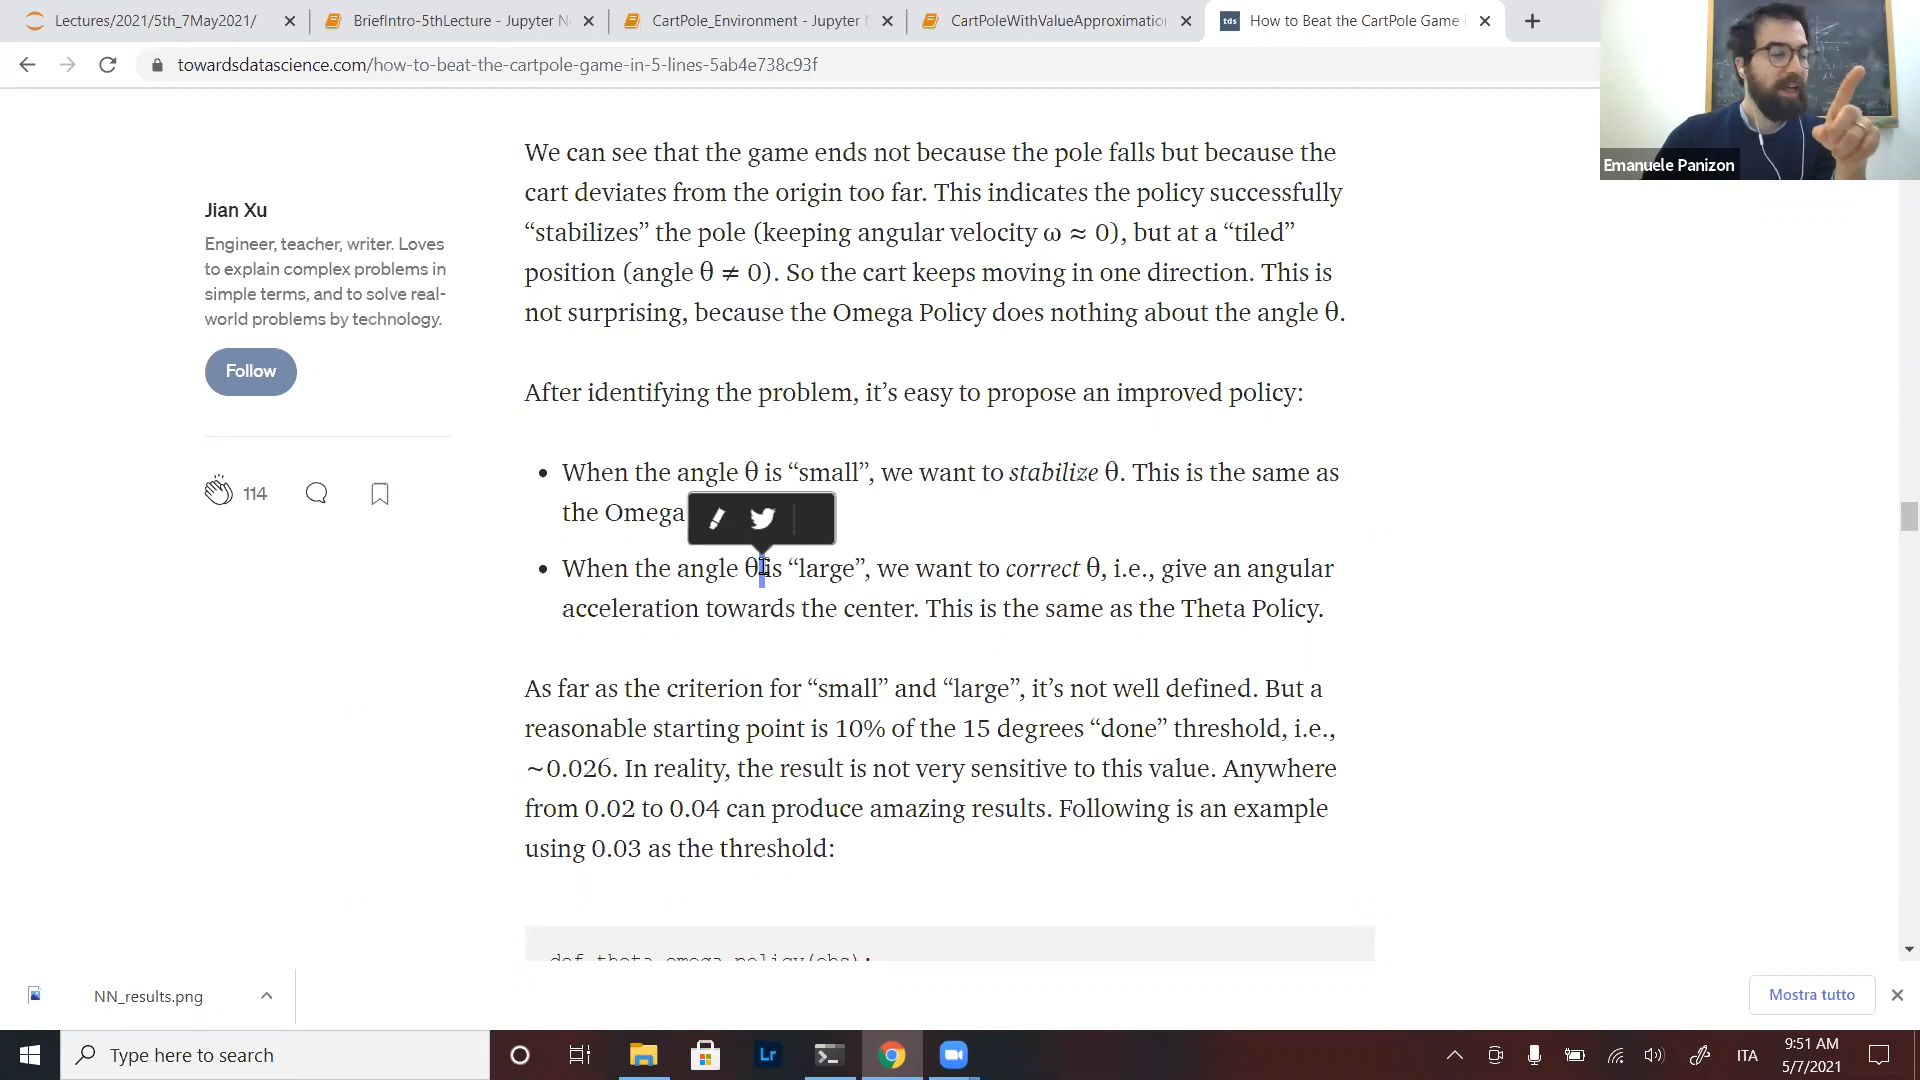 Lectures/2021/5th_7May2021/
BriefIntro-5thLecture - Jupyter N
CartPole_Environment - Jupyter
CartPoleWithValueApproximation
tds
How to Beat the CartPole Game
towardsdatascience.com/how-to-beat-the-cartpole-game-in-5-lines-5ab4e738c93f
Emanuele Panizon
Jian Xu
Engineer, teacher, writer. Loves
to explain complex problems in
simple terms, and to solve real-
world problems by technology.
Follow
114
We can see that the game ends not because the pole falls but because the
cart deviates from the origin too far. This indicates the policy successfully
“stabilizes” the pole (keeping angular velocity ω ≈ 0), but at a “tiled”
position (angle θ ≠ 0). So the cart keeps moving in one direction. This is
not surprising, because the Omega Policy does nothing about the angle θ.
After identifying the problem, it’s easy to propose an improved policy:
• When the angle θ is “small”, we want to stabilize θ. This is the same as
the Omega
• When the angle θ is “large”, we want to correct θ, i.e., give an angular
acceleration towards the center. This is the same as the Theta Policy.
As far as the criterion for “small” and “large”, it’s not well defined. But a
reasonable starting point is 10% of the 15 degrees “done” threshold, i.e.,
~0.026. In reality, the result is not very sensitive to this value. Anywhere
from 0.02 to 0.04 can produce amazing results. Following is an example
using 0.03 as the threshold:
def theta_omega_policy(obs):
NN_results.png
Mostra tutto
Type here to search
Lr
ITA
9:51 AM
5/7/2021